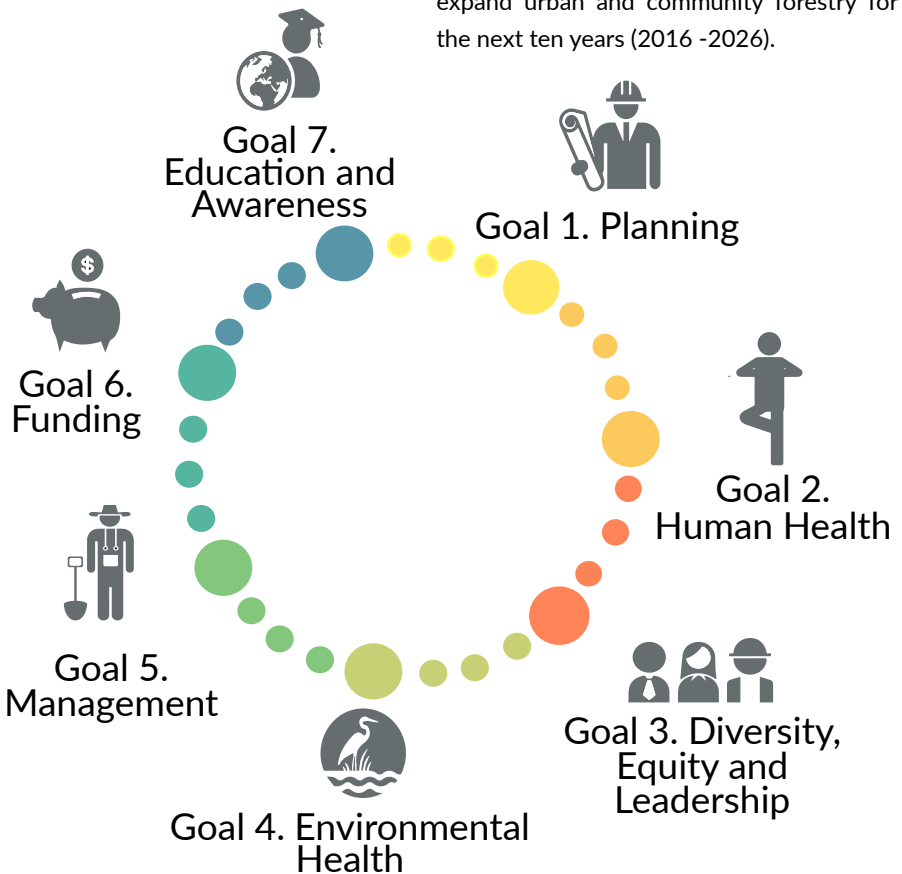 expand urban and community forestry for
the next ten years (2016 -2026).
Goal 7.
Education and
Awareness
Goal 1. Planning
$
Goal 6.
Funding
Goal 2.
Human Health
Goal 5.
Management
Goal 3. Diversity,
Equity and
Leadership
Goal 4. Environmental
Health